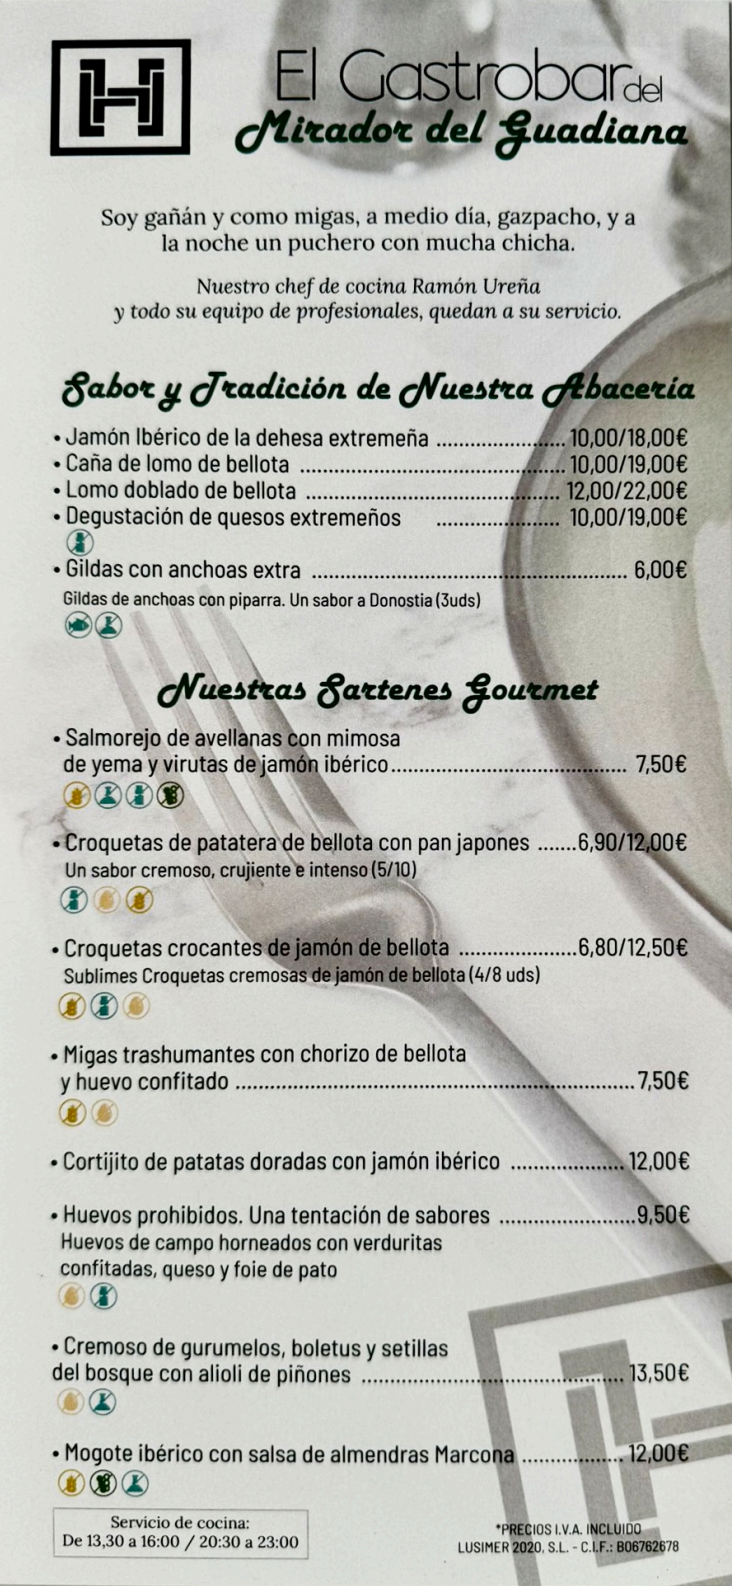 El Gastrobar del
Mirador del Guadiana
Soy gañán y como migas, a medio día, gazpacho, y a
la noche un puchero con mucha chicha.
Nuestro chef de cocina Ramón Ureña
y todo su equipo de profesionales, quedan a su servicio.
Sabor y Tradición de Nuestra Abacería
• Jamón Ibérico de la dehesa extremeña ...................... 10,00/18,00€
• Caña de lomo de bellota ............................................ 10,00/19,00€
• Lomo doblado de bellota .......................................... 12,00/22,00€
• Degustación de quesos extremeños ..................... 10,00/19,00€
• Gildas con anchoas extra .................................................... 6,00€
Gildas de anchoas con piparra. Un sabor a Donostia (3uds)
Nuestras Sartenes Gourmet
• Salmorejo de avellanas con mimosa
de yema y virutas de jamón ibérico....................................... 7,50€
• Croquetas de patatera de bellota con pan japones .......6,90/12,00€
Un sabor cremoso, crujiente e intenso (5/10)
• Croquetas crocantes de jamón de bellota ....................6,80/12,50€
Sublimes Croquetas cremosas de jamón de bellota (4/8 uds)
• Migas trashumantes con chorizo de bellota
y huevo confitado ...................................................................7,50€
• Cortijito de patatas doradas con jamón ibérico ................... 12,00€
• Huevos prohibidos. Una tentación de sabores .......................9,50€
Huevos de campo horneados con verduritas
confitadas, queso y foie de pato
• Cremoso de gurumelos, boletus y setillas
del bosque con alioli de piñones ............................................ 13,50€
• Mogote ibérico con salsa de almendras Marcona ................. 12,00€
Servicio de cocina:
De 13,30 a 16:00 / 20:30 a 23:00
*PRECIOS I.V.A. INCLUIDO
LUSIMER 2020, S.L. - C.I.F.: B06762678